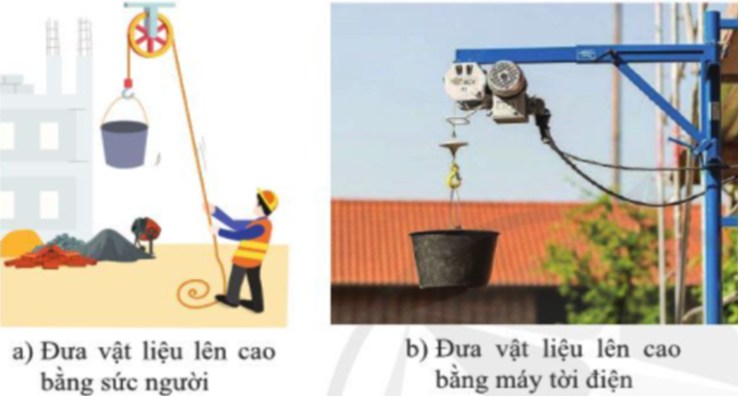 a) Đưa vật liệu lên cao
bằng sức người
b) Đưa vật liệu lên cao
bằng máy tời điện